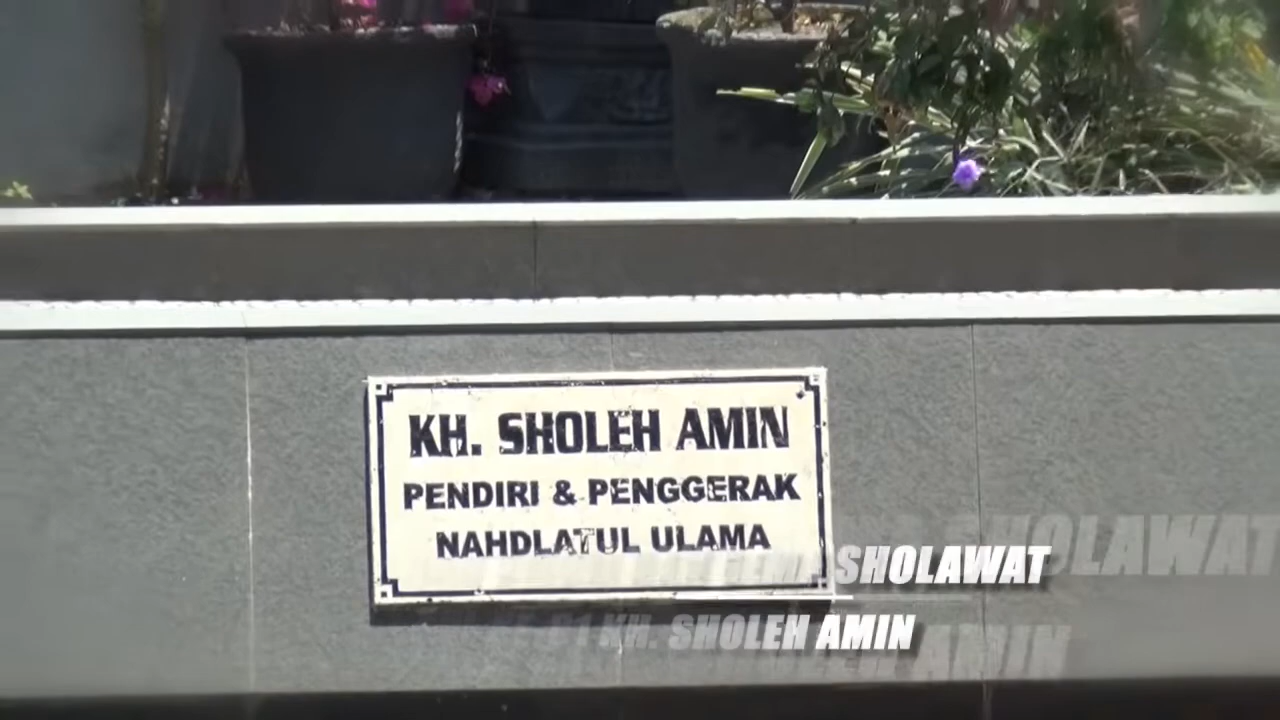 KH. SHOLEH AMIN
PENDIRI & PENGGERAK
NAHDLATUL ULAMA
SHOLAWAT
KH. SHOLEH AMIN